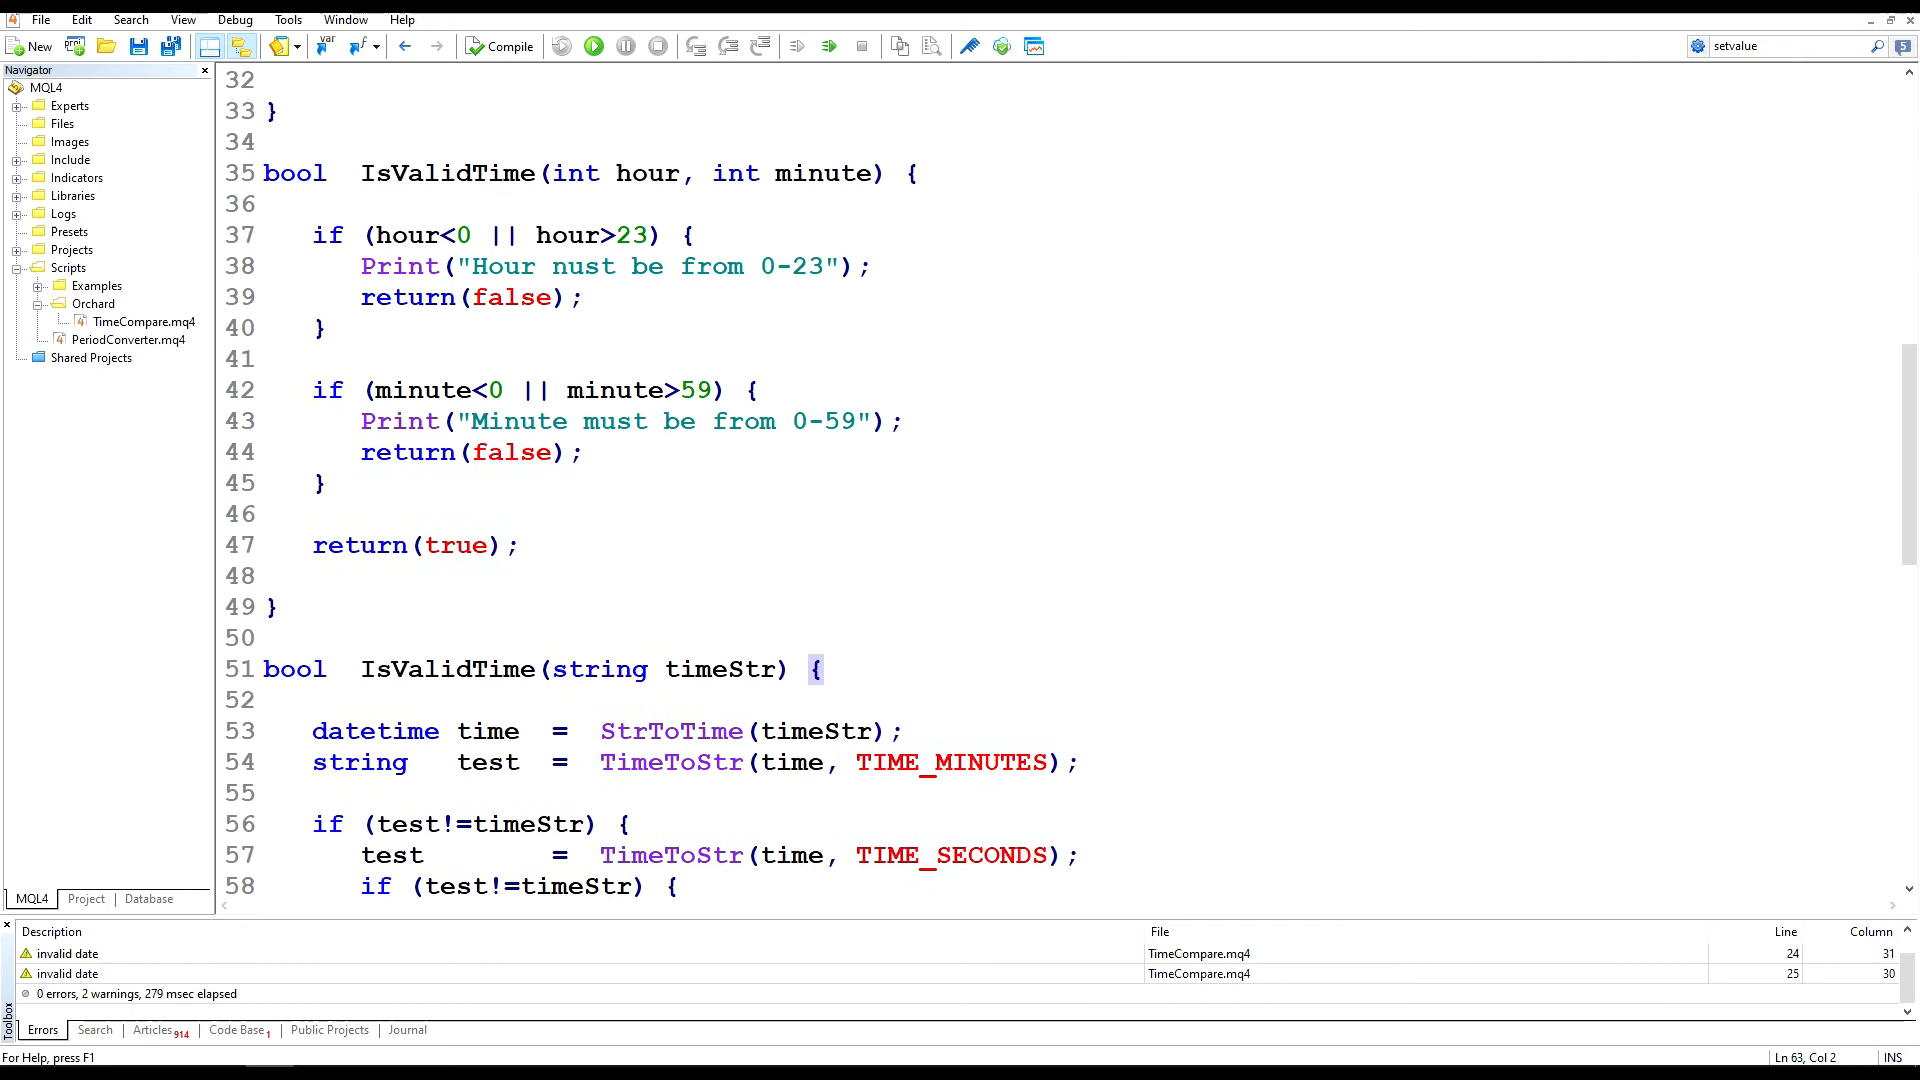 File Edit Search View Debug Tools Window Help
New Compile setvalue 5
Navigator
MQL4
Experts
Files
Images
Include
Indicators
Libraries
Logs
Presets
Projects
Scripts
Examples
Orchard
TimeCompare.mq4
PeriodConverter.mq4
Shared Projects
MQL4 Project Database
32
33 }
34
35 bool IsValidTime(int hour, int minute) {
36
37 if (hour<0 || hour>23) {
38 Print("Hour nust be from 0-23");
39 return(false);
40 }
41
42 if (minute<0 || minute>59) {
43 Print("Minute must be from 0-59");
44 return(false);
45 }
46
47 return(true);
48
49 }
50
51 bool IsValidTime(string timeStr) {
52
53 datetime time = StrToTime(timeStr);
54 string test = TimeToStr(time, TIME_MINUTES);
55
56 if (test!=timeStr) {
57 test = TimeToStr(time, TIME_SECONDS);
58 if (test!=timeStr) {
Description File Line Column
invalid date TimeCompare.mq4 24 31
invalid date TimeCompare.mq4 25 30
0 errors, 2 warnings, 279 msec elapsed
Toolbox
Errors Search Articles 914 Code Base 1 Public Projects Journal
For Help, press F1 Ln 63, Col 2 INS